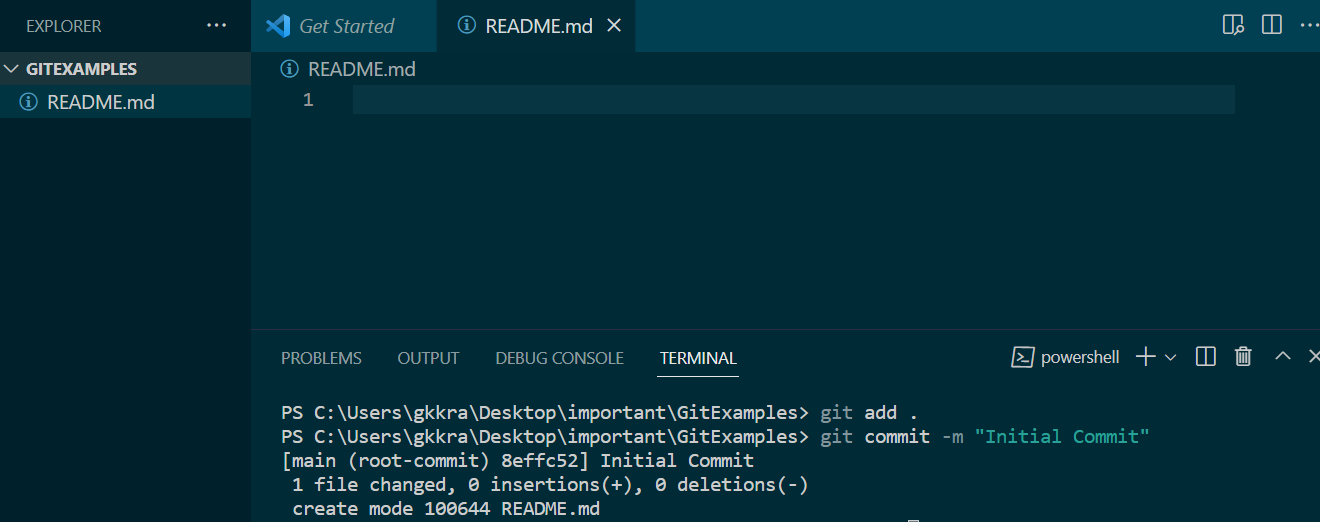 EXPLORER
GITEXAMPLES
README.md
Get Started
README.md
README.md
1
PROBLEMS OUTPUT DEBUG CONSOLE TERMINAL powershell
PS C:\Users\gkkra\Desktop\important\GitExamples> git add .
PS C:\Users\gkkra\Desktop\important\GitExamples> git commit -m "Initial Commit"
[main (root-commit) 8effc52] Initial Commit
 1 file changed, 0 insertions(+), 0 deletions(-)
 create mode 100644 README.md